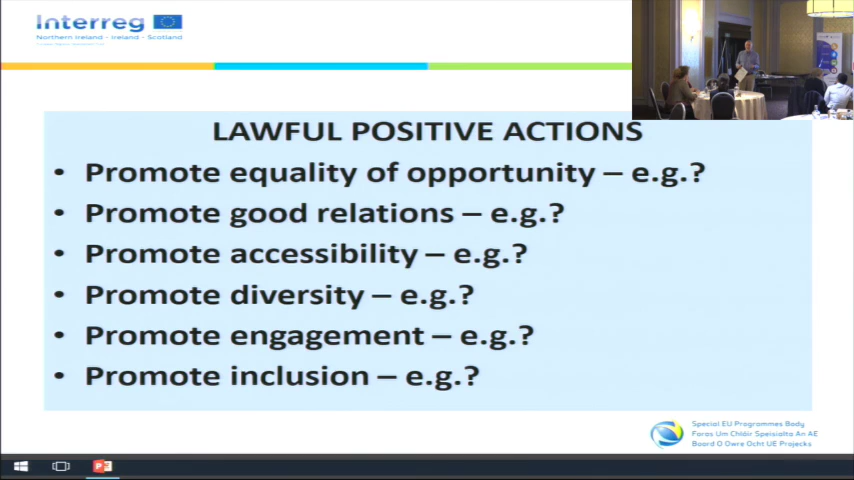 Interreg
Northern Ireland - Ireland - Scotland
LAWFUL POSITIVE ACTIONS
• Promote equality of opportunity – e.g.?
• Promote good relations – e.g.?
• Promote accessibility – e.g.?
• Promote diversity – e.g.?
• Promote engagement – e.g.?
• Promote inclusion – e.g.?
Special EU Programmes Body
Foras Um Chláir Speisialta An AE
Boord O Owre Ocht UE Projecks